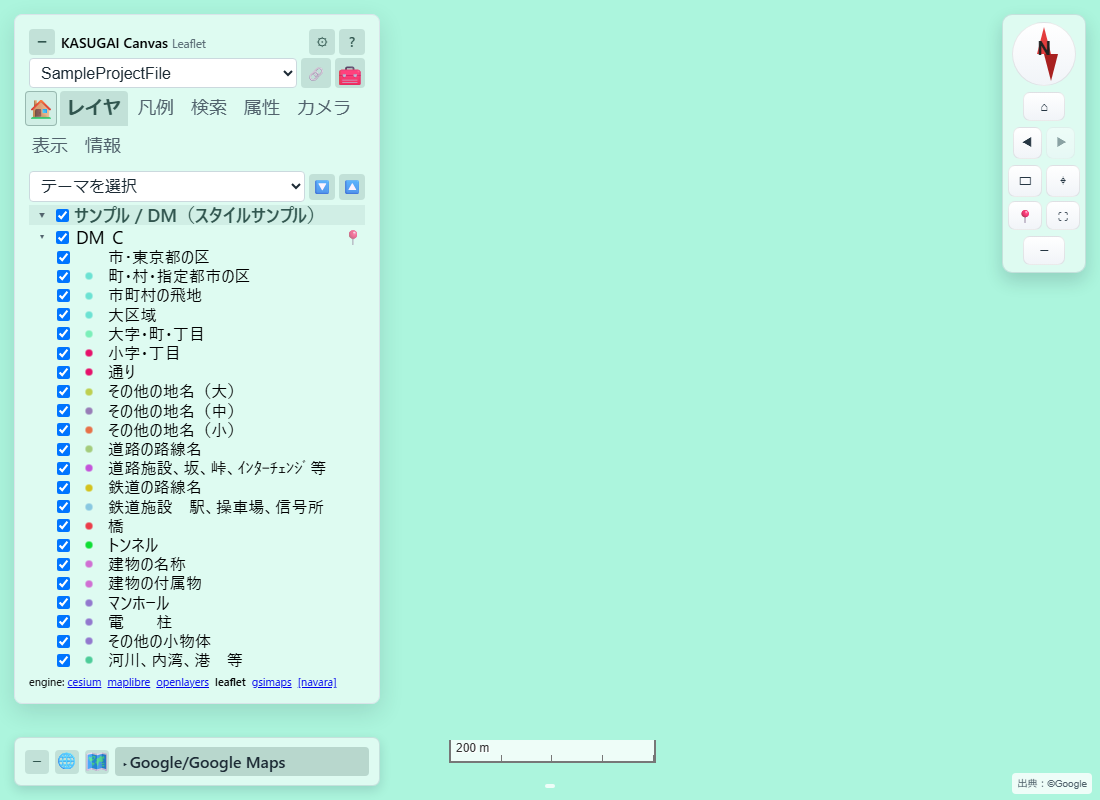 KASUGAI Canvas Leaflet
?
SampleProjectFile
レイヤ 凡例 検索 属性 カメラ
表示 情報
テーマを選択
サンプル / DM（スタイルサンプル）
DM C
市・東京都の区
町・村・指定都市の区
市町村の飛地
大区域
大字・町・丁目
小字・丁目
通り
その他の地名（大）
その他の地名（中）
その他の地名（小）
道路の路線名
道路施設、坂、峠、ｲﾝﾀｰﾁｪﾝｼﾞ等
鉄道の路線名
鉄道施設　駅、操車場、信号所
橋
トンネル
建物の名称
建物の付属物
マンホール
電　　柱
その他の小物体
河川、内湾、港　等
engine: cesium maplibre openlayers leaflet gsimaps [navara]
Google/Google Maps
200 m
N
出典：©Google